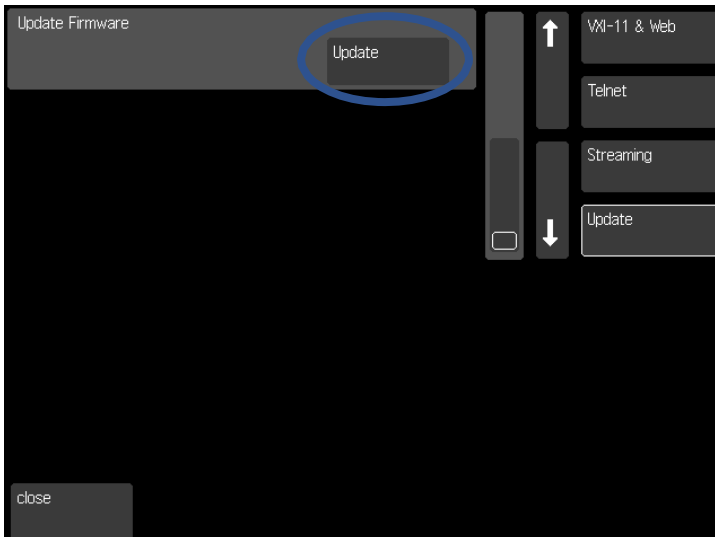 Update Firmware
Update
VXI-11 & Web
Telnet
Streaming
Update
close